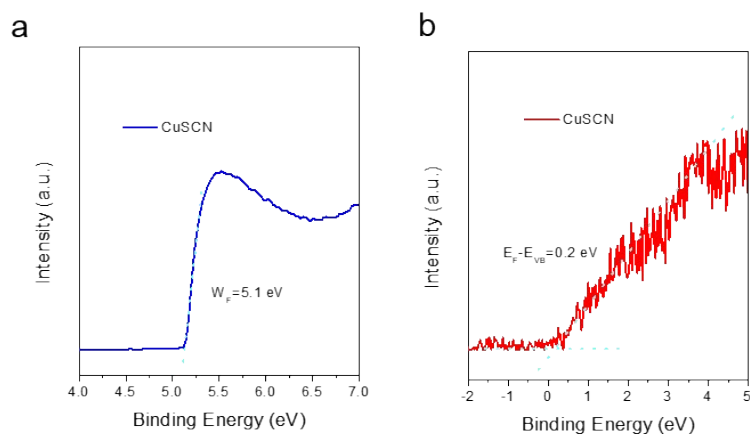 a
CuSCN
W_F=5.1 eV
Intensity (a.u.)
4.0 4.5 5.0 5.5 6.0 6.5 7.0
Binding Energy (eV)
b
CuSCN
E_F-E_VB=0.2 eV
Intensity (a.u.)
-2 -1 0 1 2 3 4 5
Binding Energy (eV)